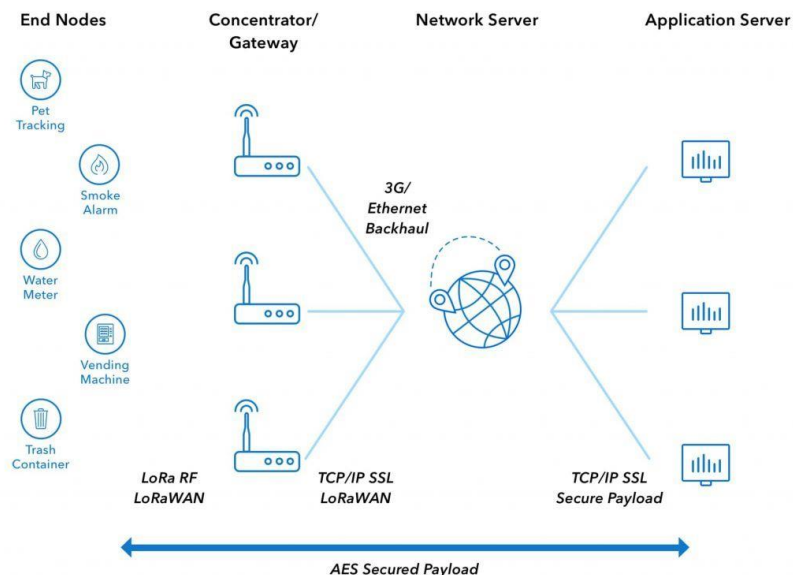 End Nodes
Concentrator/
Gateway
Network Server
Application Server
Pet
Tracking
Smoke
Alarm
Water
Meter
Vending
Machine
Trash
Container
3G/
Ethernet
Backhaul
LoRa RF
LoRaWAN
TCP/IP SSL
LoRaWAN
TCP/IP SSL
Secure Payload
AES Secured Payload